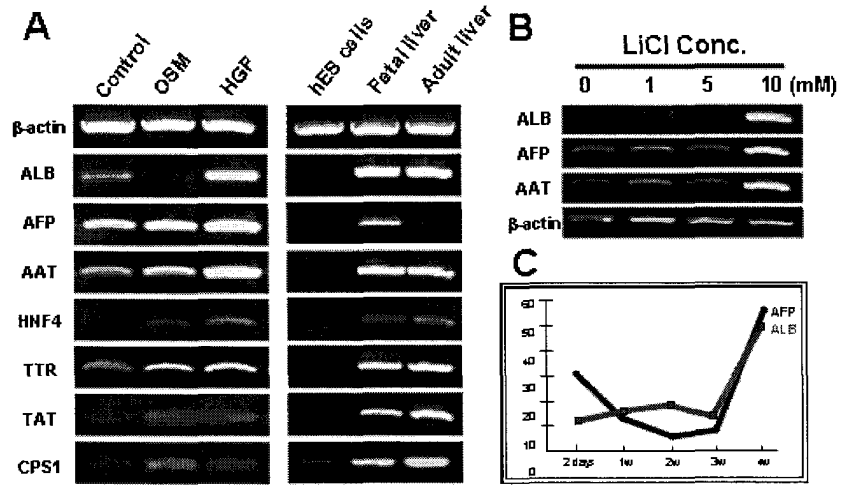 A
Control OSM HGF hES cells Fetal liver Adult liver
β-actin
ALB
AFP
AAT
HNF4
TTR
TAT
CPS1
B
LiCl Conc.
0 1 5 10 (mM)
ALB
AFP
AAT
β-actin
C
60
50
40
30
20
10
0
2 days 1w 2w 3w 4w
AFP
ALB